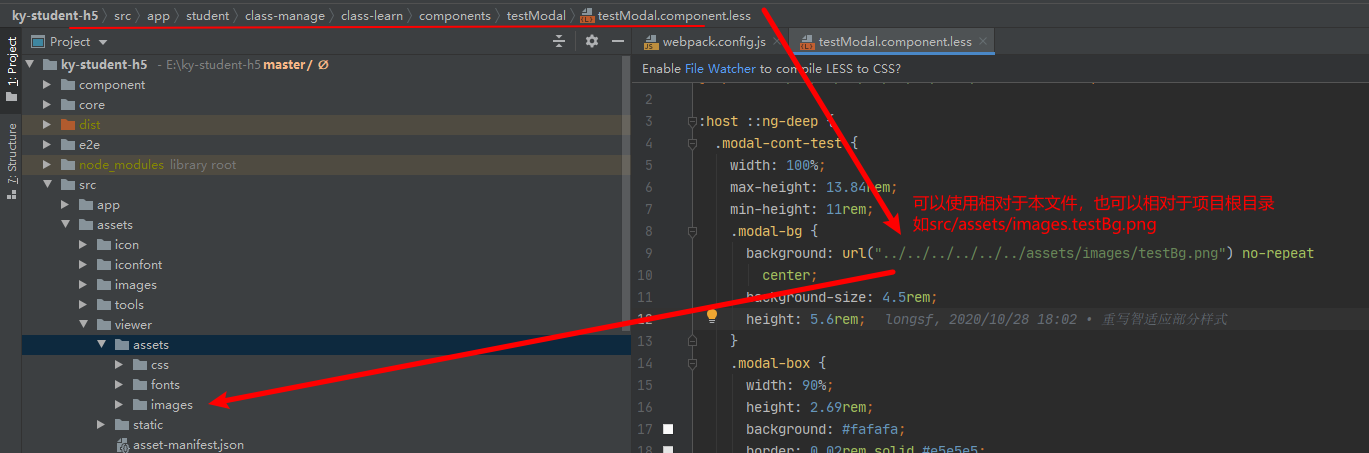 ky-student-h5 > src > app > student > class-manage > class-learn > components > testModal > testModal.component.less
Project
webpack.config.js
testModal.component.less
1: Project
7: Structure
ky-student-h5 - E:\ky-student-h5 master / Ø
component
core
dist
e2e
node_modules library root
src
app
assets
icon
iconfont
images
tools
viewer
assets
css
fonts
images
static
asset-manifest.json
Enable File Watcher to compile LESS to CSS?
2
3 :host ::ng-deep {
4 .modal-cont-test {
5 width: 100%;
6 max-height: 13.84rem;
7 min-height: 11rem;
8 .modal-bg {
9 background: url("../../../../../../../assets/images/testBg.png") no-repeat
10 center;
11 background-size: 4.5rem;
12 height: 5.6rem; longsf, 2020/10/28 18:02 • 重写智适应部分样式
13 }
14 .modal-box {
15 width: 90%;
16 height: 2.69rem;
17 background: #fafafa;
18 border: 0.02rem solid #e5e5e5;
可以使用相对于本文件，也可以相对于项目根目录
如src/assets/images.testBg.png